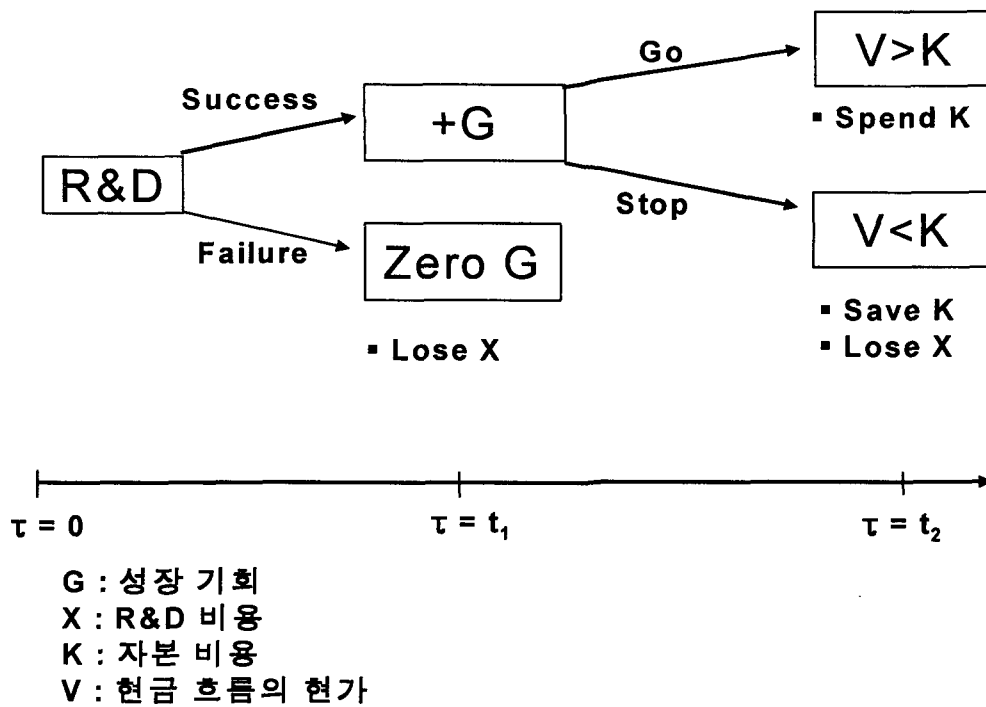 Go
V>K
Success
+G
▪ Spend K
R&D
Stop
V<K
Failure
Zero G
▪ Save K
▪ Lose X
▪ Lose X
τ = 0
τ = t₁
τ = t₂
G : 성장 기회
X : R&D 비용
K : 자본 비용
V : 현금 흐름의 현가